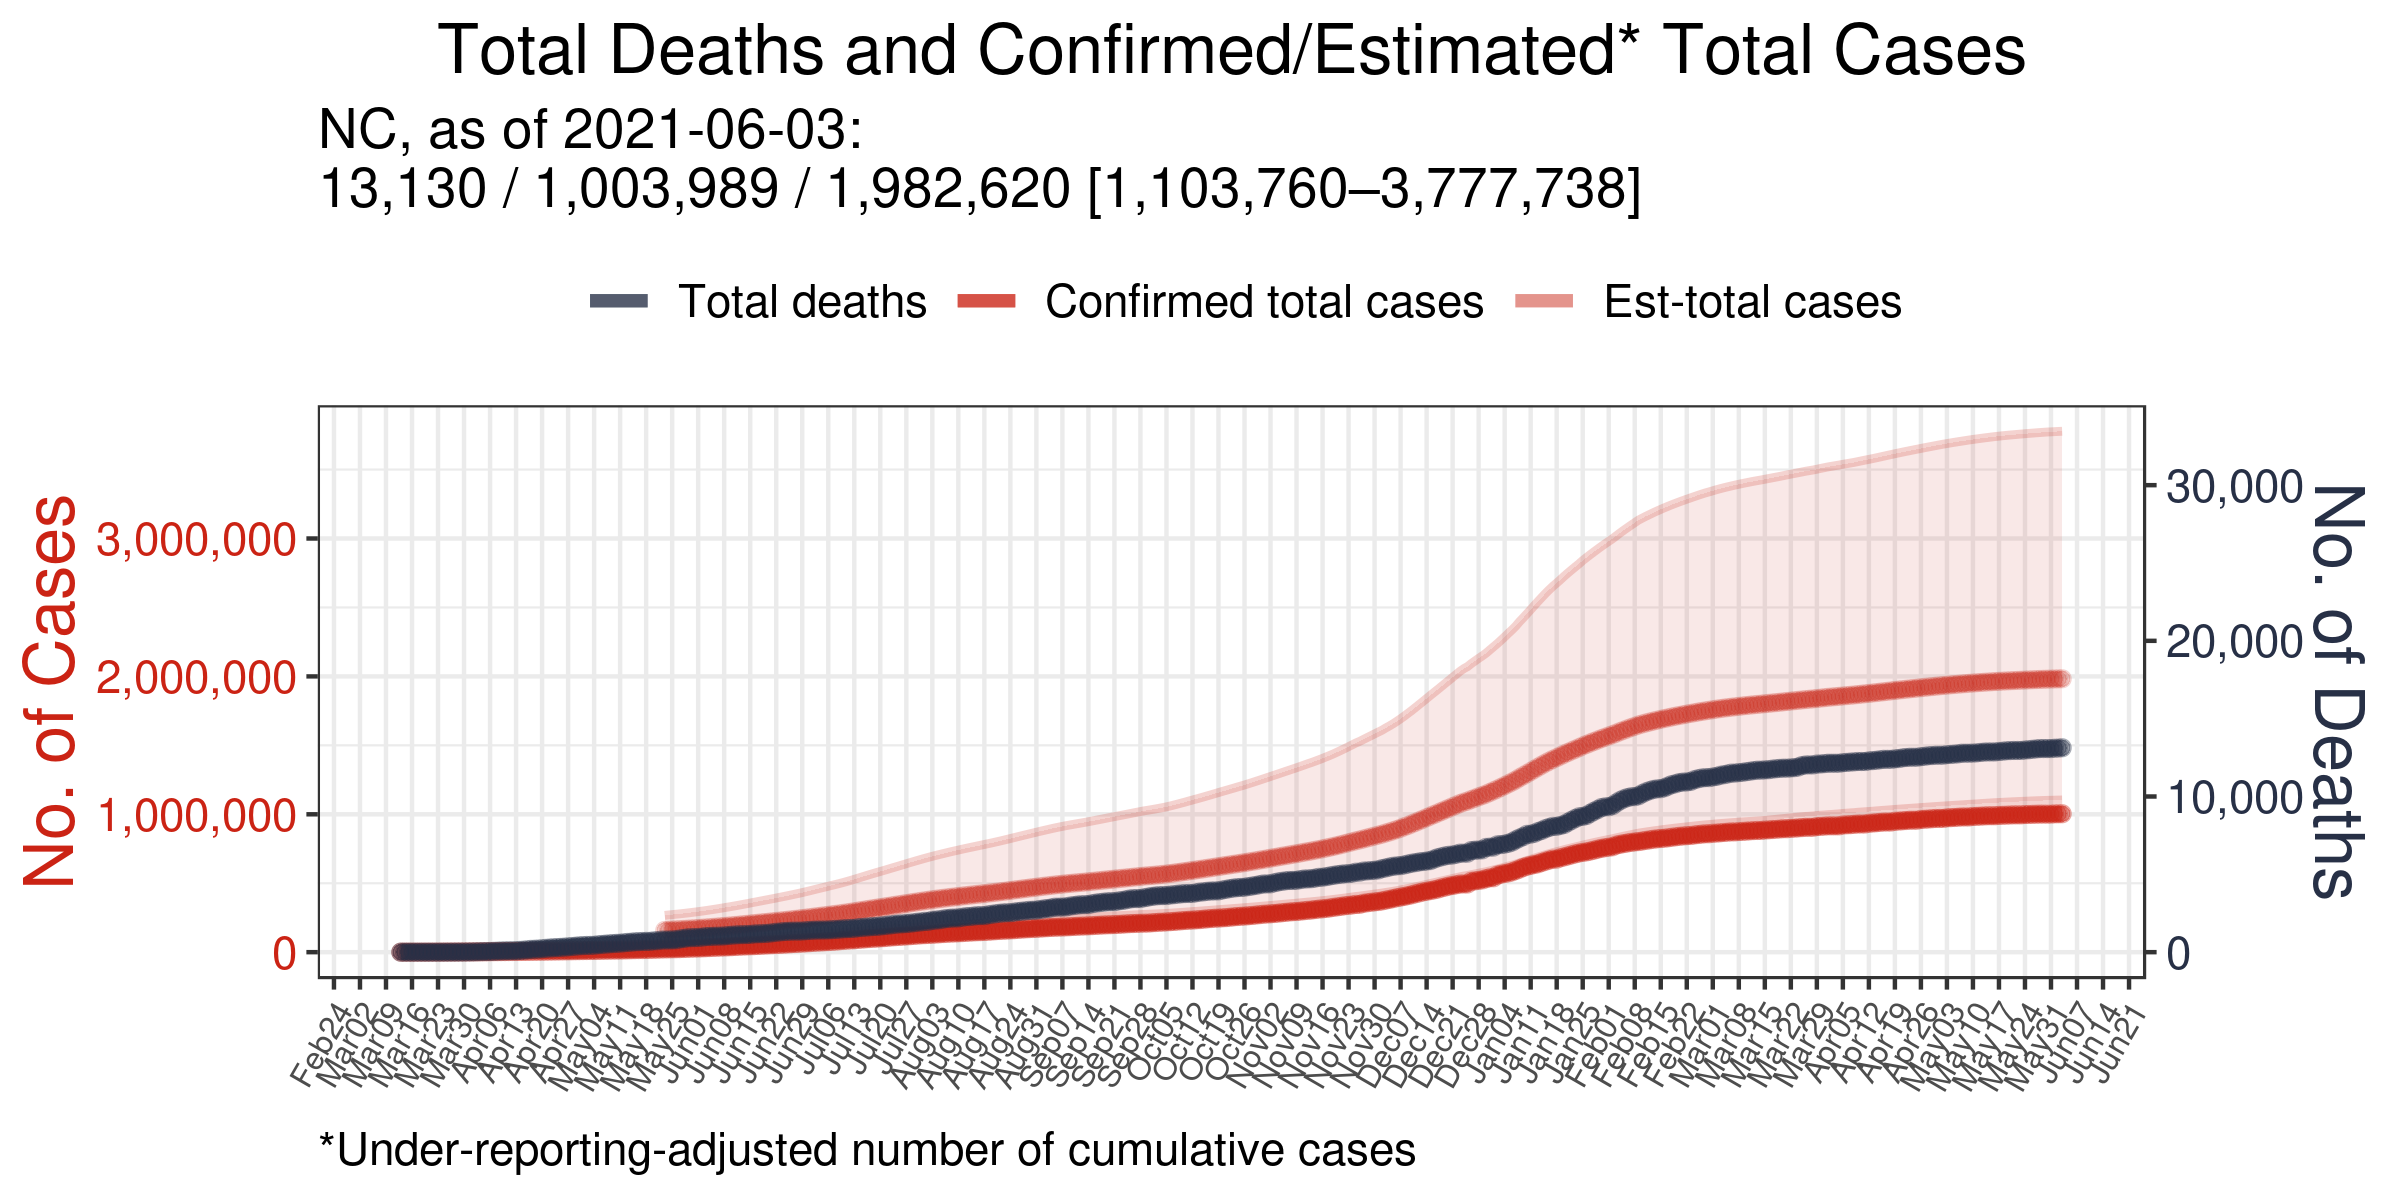 Total Deaths and Confirmed/Estimated* Total Cases
NC, as of 2021-06-03:
13,130 / 1,003,989 / 1,982,620 [1,103,760–3,777,738]
Total deaths
Confirmed total cases
Est-total cases
No. of Cases
3,000,000
2,000,000
1,000,000
0
30,000
20,000
10,000
0
No. of Deaths
Feb24
Mar02
Mar09
Mar16
Mar23
Mar30
Apr06
Apr13
Apr20
Apr27
May04
May11
May18
May25
Jun01
Jun08
Jun15
Jun22
Jun29
Jul06
Jul13
Jul20
Jul27
Aug03
Aug10
Aug17
Aug24
Aug31
Sep07
Sep14
Sep21
Sep28
Oct05
Oct12
Oct19
Oct26
Nov02
Nov09
Nov16
Nov23
Nov30
Dec07
Dec14
Dec21
Dec28
Jan04
Jan11
Jan18
Jan25
Feb01
Feb08
Feb15
Feb22
Mar01
Mar08
Mar15
Mar22
Mar29
Apr05
Apr12
Apr19
Apr26
May03
May10
May17
May24
May31
Jun07
Jun14
Jun21
*Under-reporting-adjusted number of cumulative cases